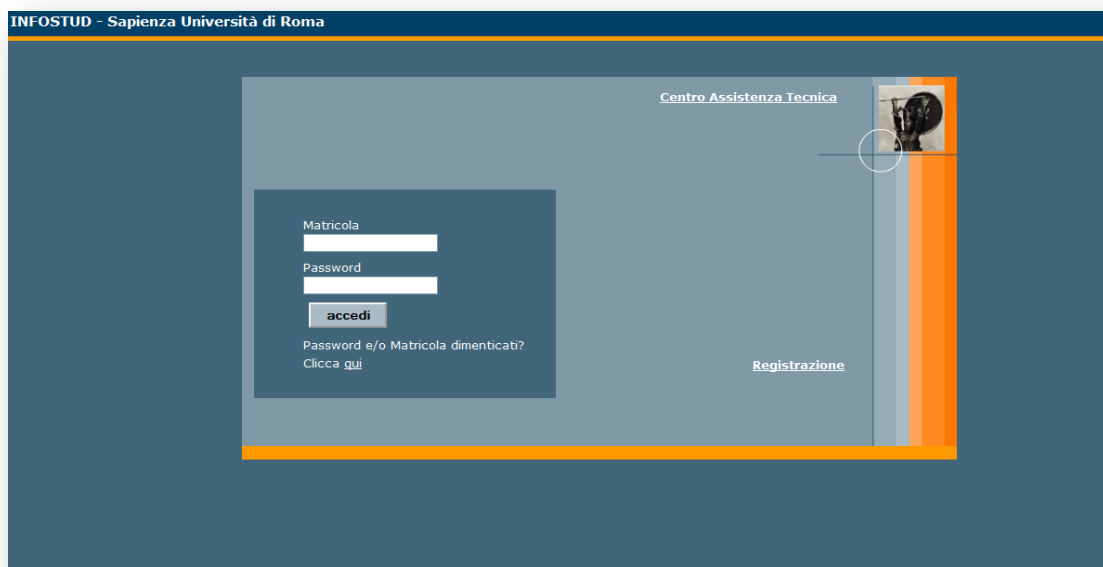 INFOSTUD - Sapienza Università di Roma
Centro Assistenza Tecnica
Matricola
Password
accedi
Password e/o Matricola dimenticati?
Clicca qui
Registrazione